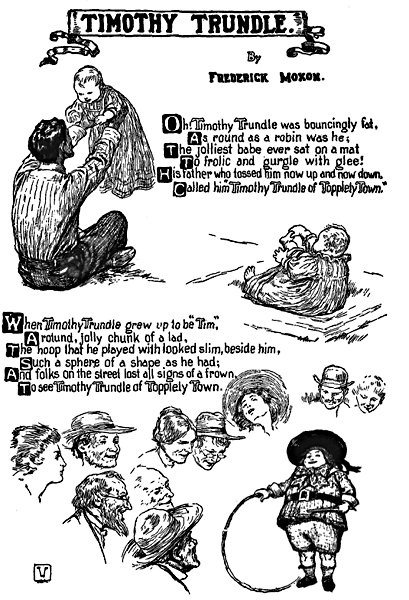 TIMOTHY TRUNDLE.
By
FREDERICK MOXON.
Oh! Timothy Trundle was bouncingly fat,
As round as a robin was he;
The jolliest babe ever sat on a mat
To frolic and gurgle with glee!
His father who tossed him now up and now down,
Called him "Timothy Trundle of Topplety Town."
When Timothy Trundle grew up to be "Tim,"
A round, jolly chunk of a lad,
The hoop that he played with looked slim, beside him,
Such a sphere of a shape as he had;
And folks on the street lost all signs of a frown,
To see Timothy Trundle of Topplety Town.